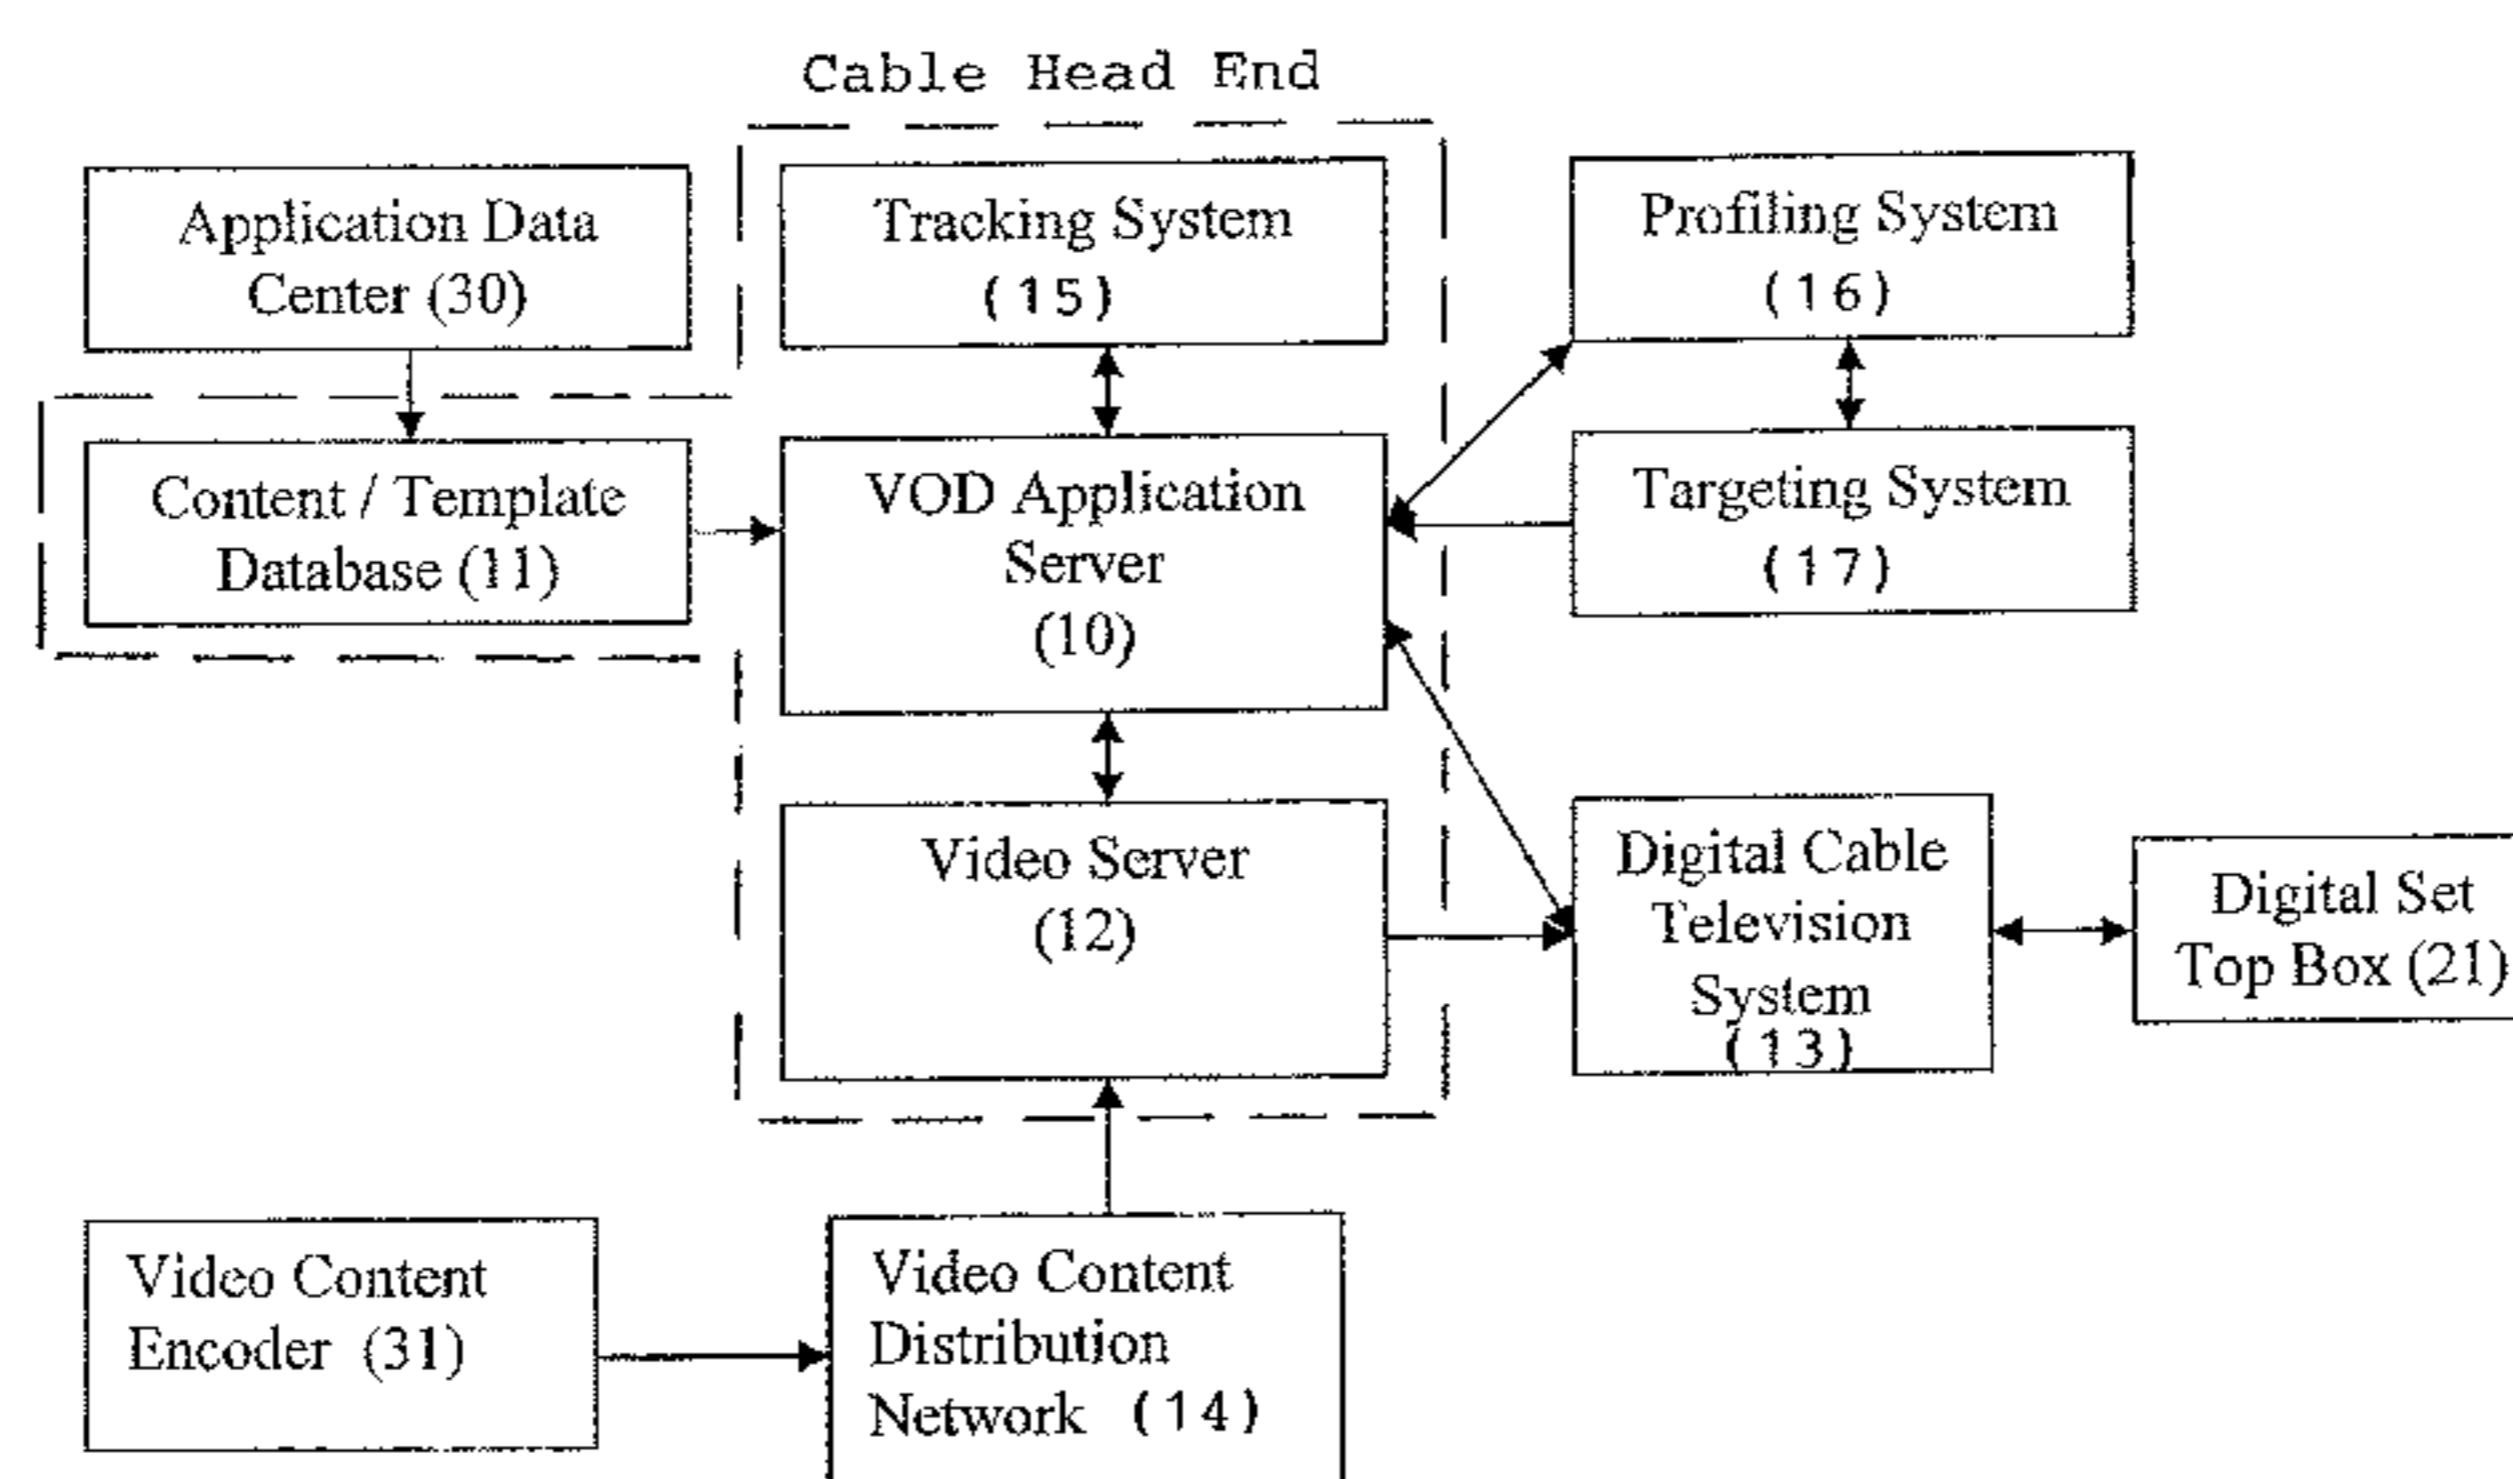 Cable Head End
Application Data
Center (30)
Tracking System
(15)
Profiling System
(16)
Content / Template
Database (11)
VOD Application
Server
(10)
Targeting System
(17)
Video Server
(12)
Digital Cable
Television
System
(13)
Digital Set
Top Box (21)
Video Content
Encoder (31)
Video Content
Distribution
Network (14)